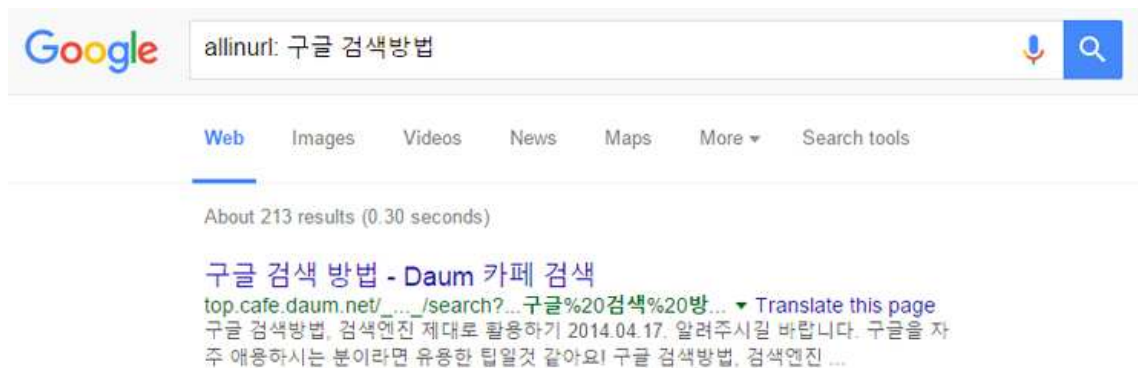 Google allinurl: 구글 검색방법
Web Images Videos News Maps More Search tools
About 213 results (0.30 seconds)
구글 검색 방법 - Daum 카페 검색
top.cafe.daum.net/_...._/search?...구글%20검색%20방... Translate this page
구글 검색방법, 검색엔진 제대로 활용하기 2014.04.17. 알려주시길 바랍니다. 구글을 자
주 애용하시는 분이라면 유용한 팁일것 같아요! 구글 검색방법, 검색엔진 ...